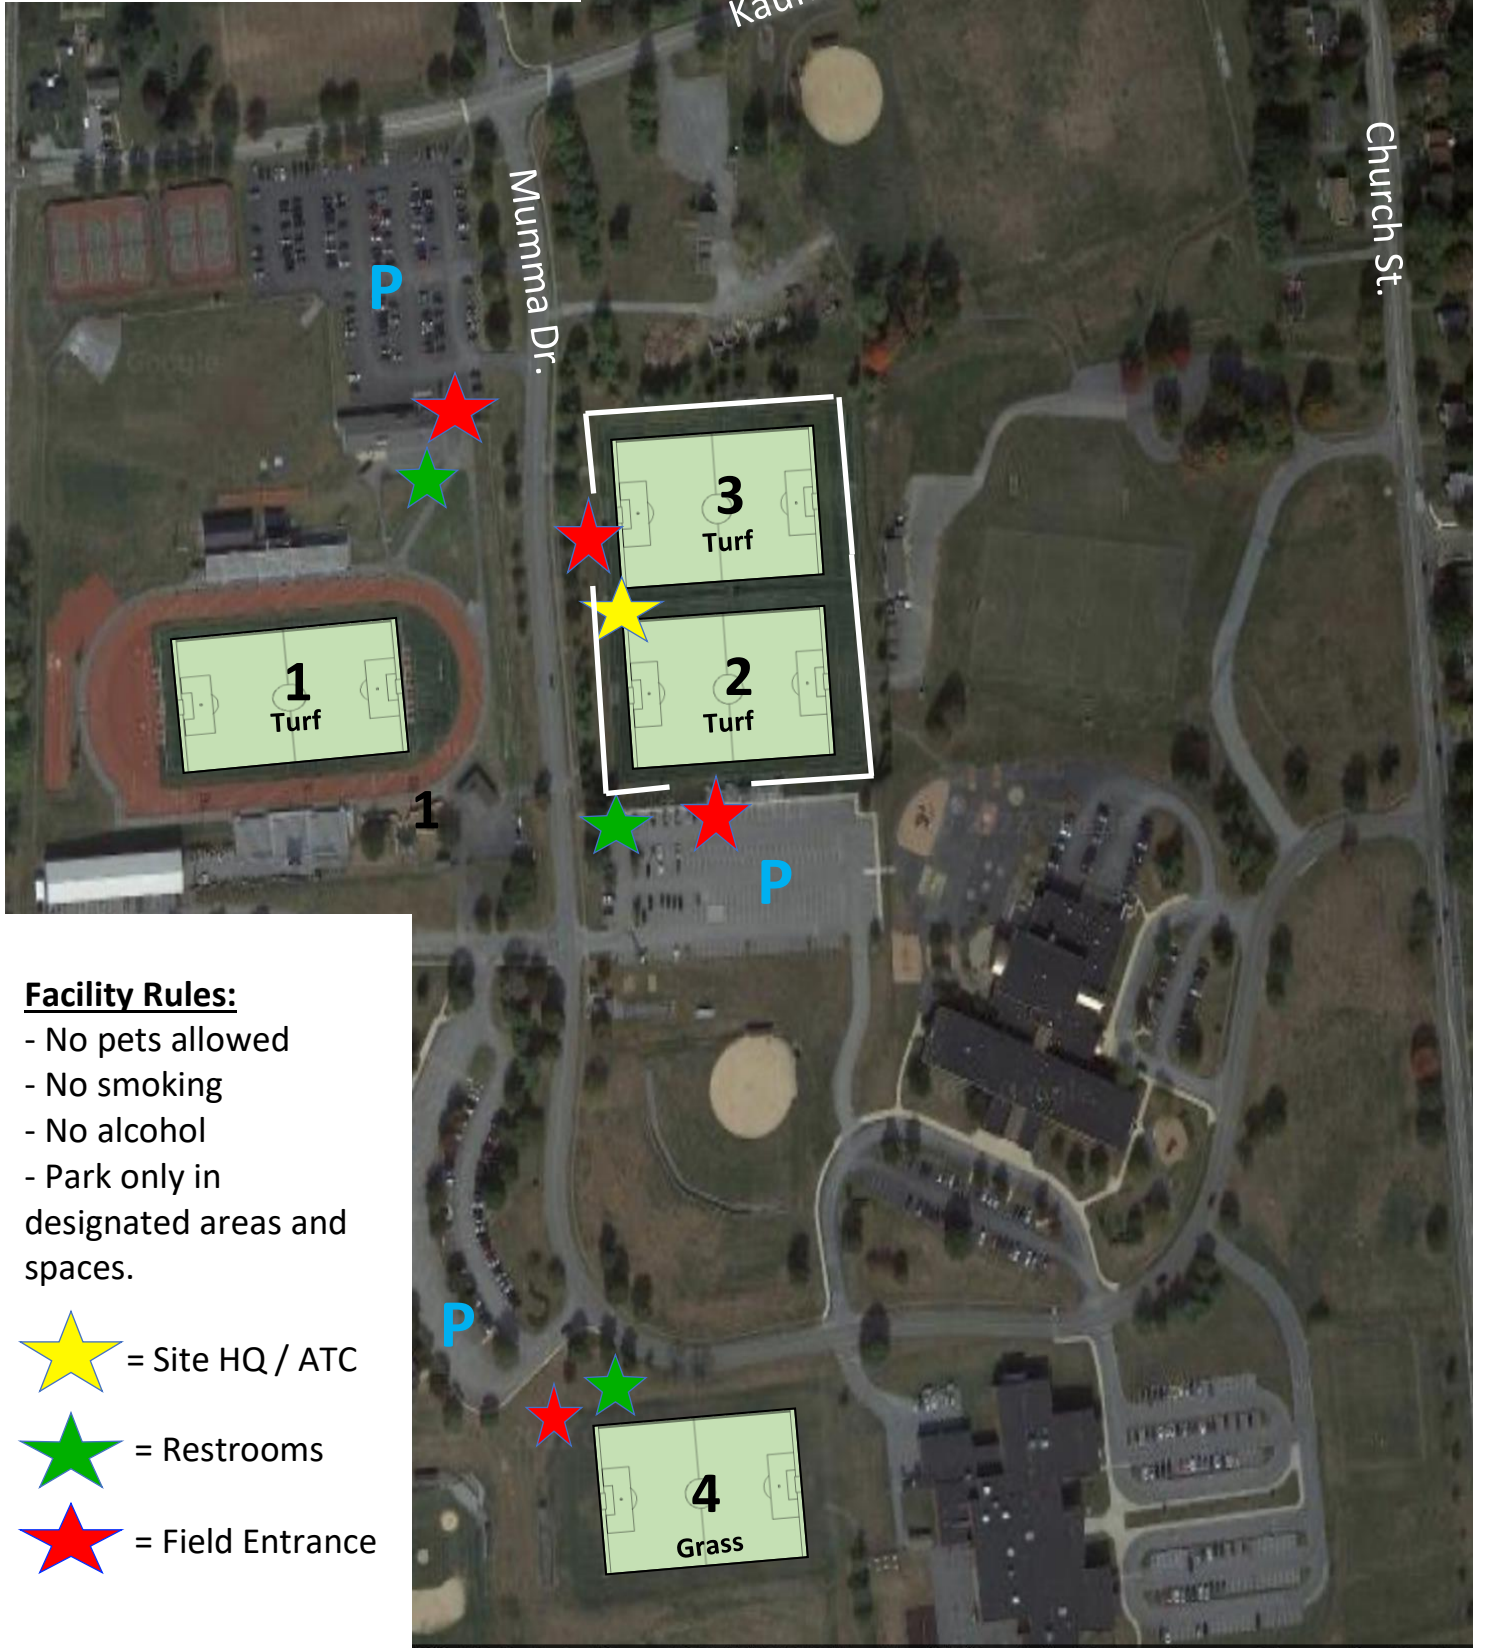 Mumma Dr.
Church St.
P
Google
3
Turf
2
Turf
1
Turf
1
P
Facility Rules:
- No pets allowed
- No smoking
- No alcohol
- Park only in
designated areas and
spaces.
P
= Site HQ / ATC
= Restrooms
= Field Entrance
4
Grass